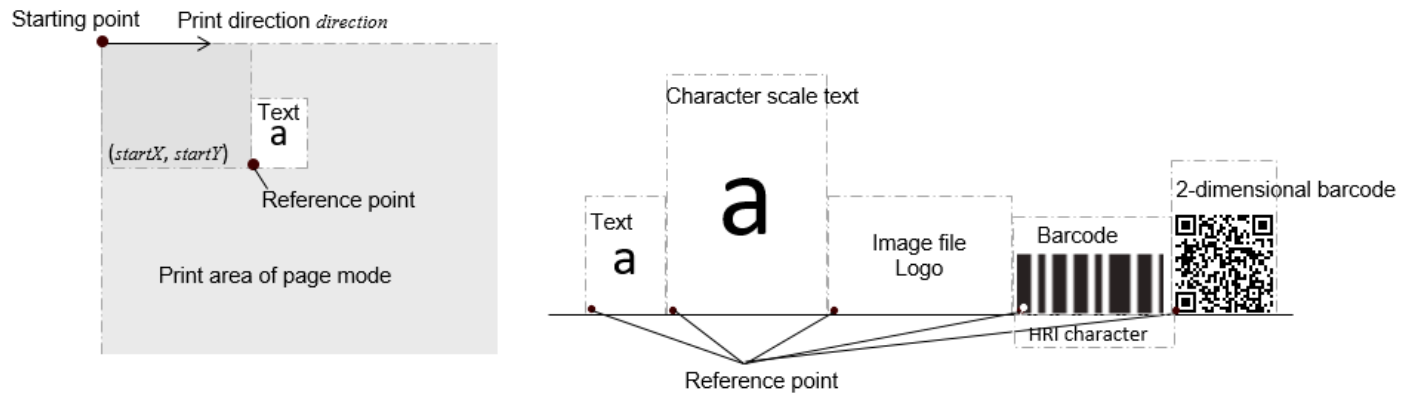 Starting point
Print direction direction
Text
a
(startX, startY)
Reference point
Print area of page mode
Character scale text
a
Text
a
Image file
Logo
Barcode
HRI character
2-dimensional barcode
Reference point